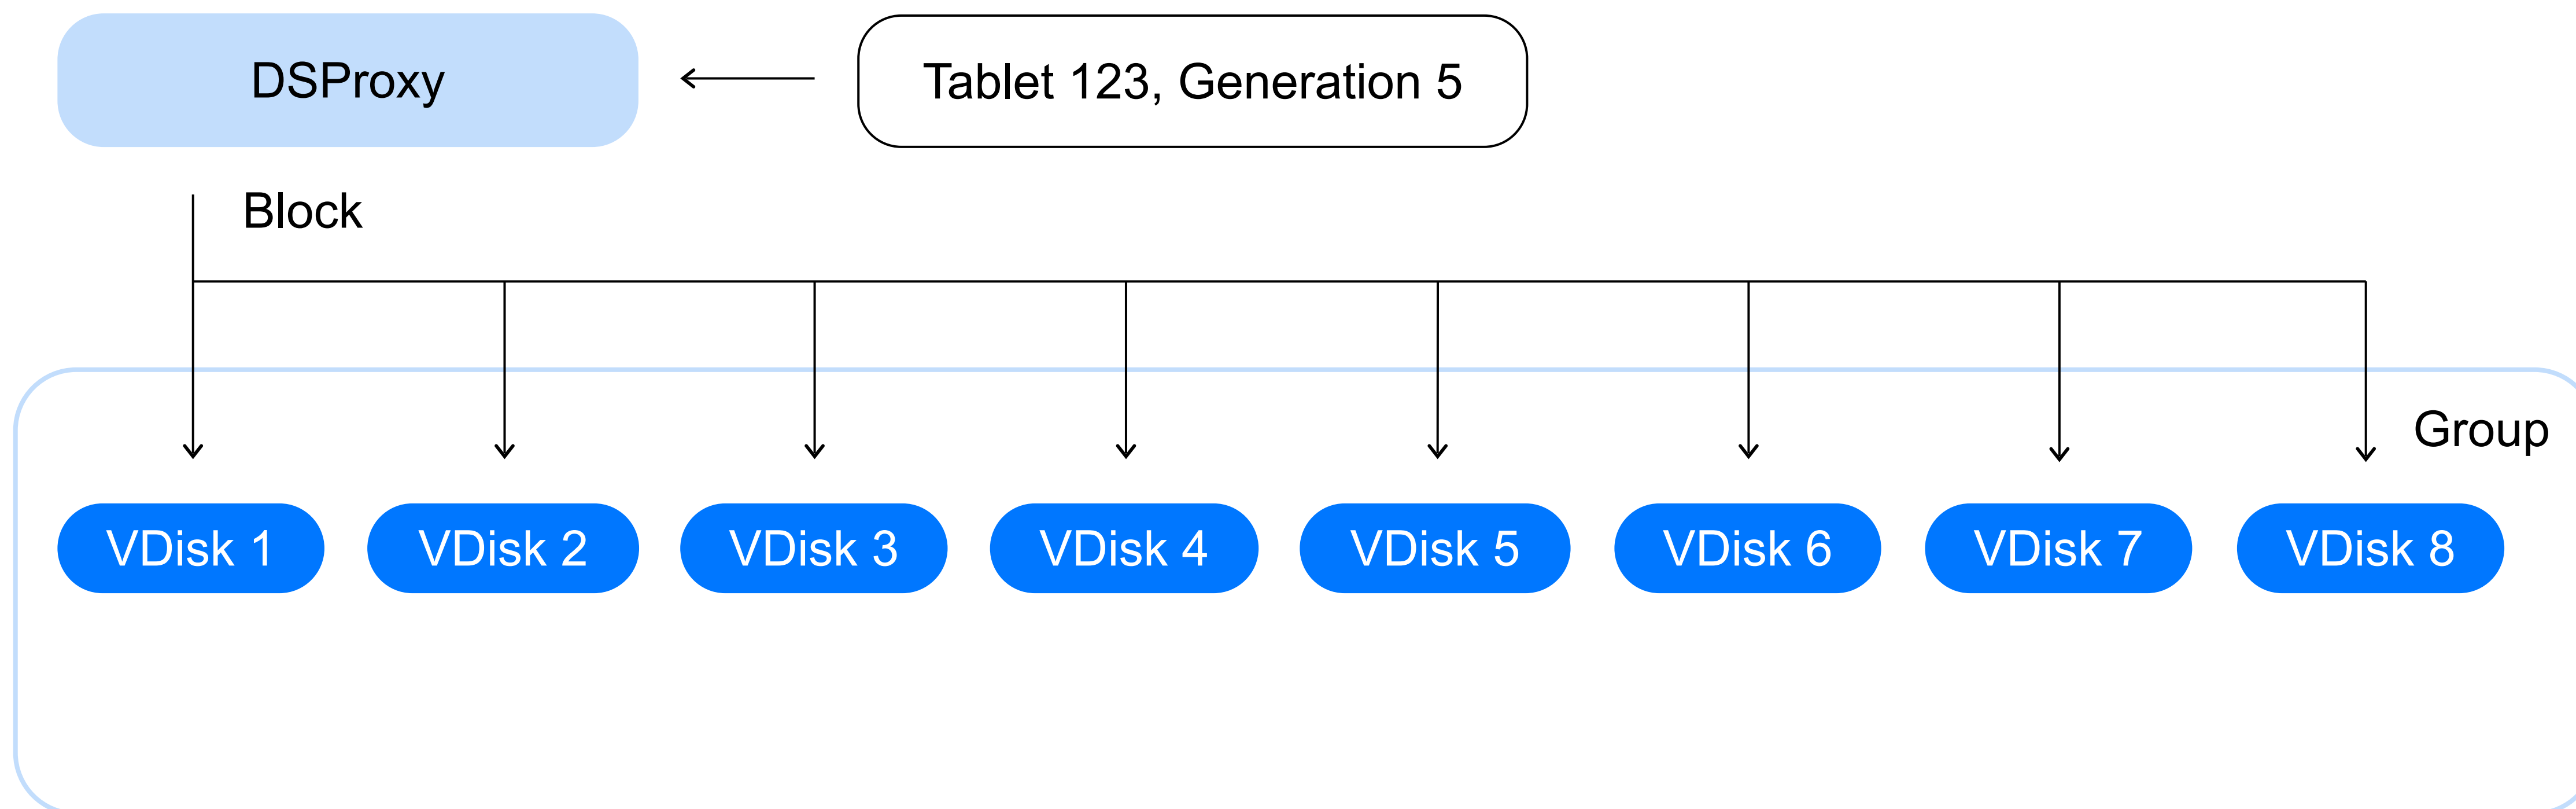 DSProxy
Tablet 123, Generation 5
Block
Group
VDisk 1
VDisk 2
VDisk 3
VDisk 4
VDisk 5
VDisk 6
VDisk 7
VDisk 8